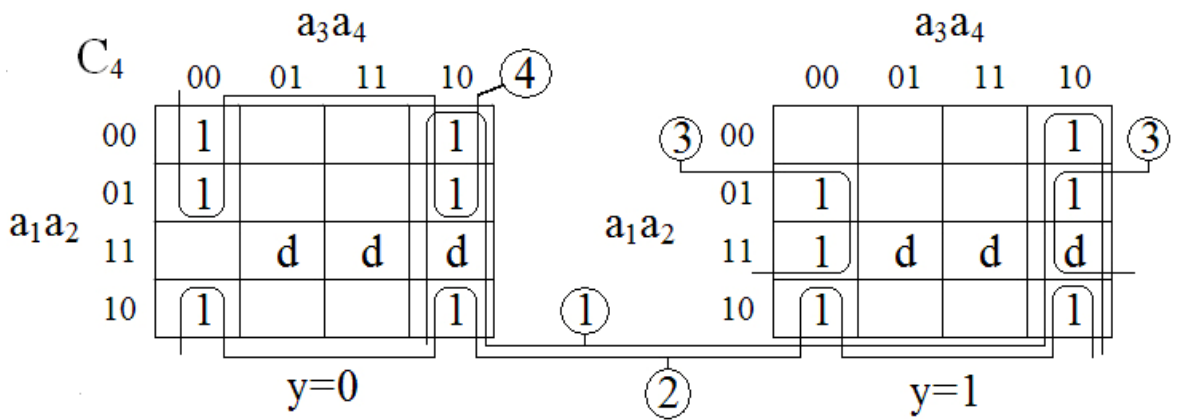 a₃a₄ a₃a₄
C₄ 00 01 11 10 ④ 00 01 11 10
00 1 1 ③ 00 1 ③
01 1 1 01 1 1
a₁a₂ 11 d d d a₁a₂ 11 1 d d d
10 1 1 ① 10 1 1
y=0 ② y=1